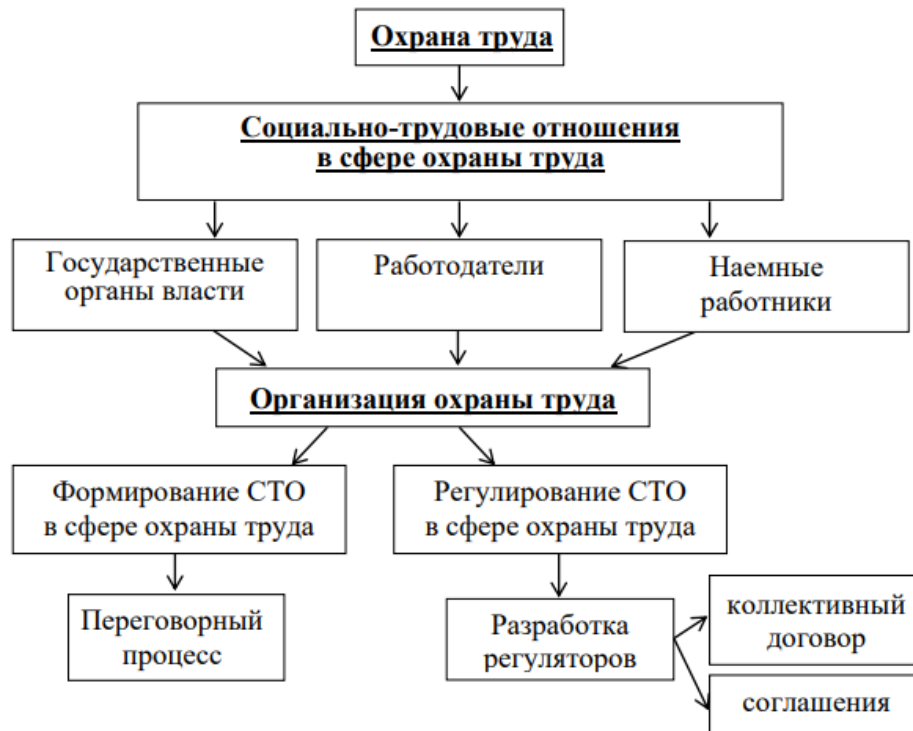 Охрана труда
Социально-трудовые отношения
в сфере охраны труда
Государственные
органы власти
Работодатели
Наемные
работники
Организация охраны труда
Формирование СТО
в сфере охраны труда
Регулирование СТО
в сфере охраны труда
Переговорный
процесс
Разработка
регуляторов
коллективный
договор
соглашения